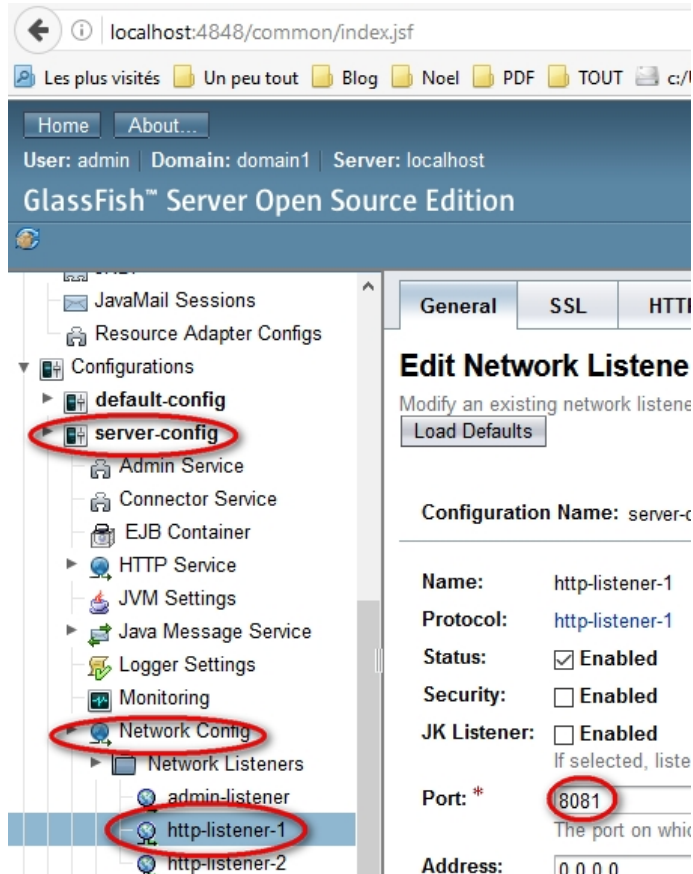 localhost:4848/common/index.jsf
Les plus visités Un peu tout Blog Noel PDF TOUT c:/
Home About...
User: admin Domain: domain1 Server: localhost
GlassFish™ Server Open Source Edition
JavaMail Sessions
Resource Adapter Configs
Configurations
default-config
server-config
Admin Service
Connector Service
EJB Container
HTTP Service
JVM Settings
Java Message Service
Logger Settings
Monitoring
Network Config
Network Listeners
admin-listener
http-listener-1
http-listener-2
General SSL HTT
Edit Network Listene
Modify an existing network listene
Load Defaults
Configuration Name: server-c
Name: http-listener-1
Protocol: http-listener-1
Status: Enabled
Security: Enabled
JK Listener: Enabled
If selected, liste
Port: * 8081
The port on whic
Address: 0.0.0.0